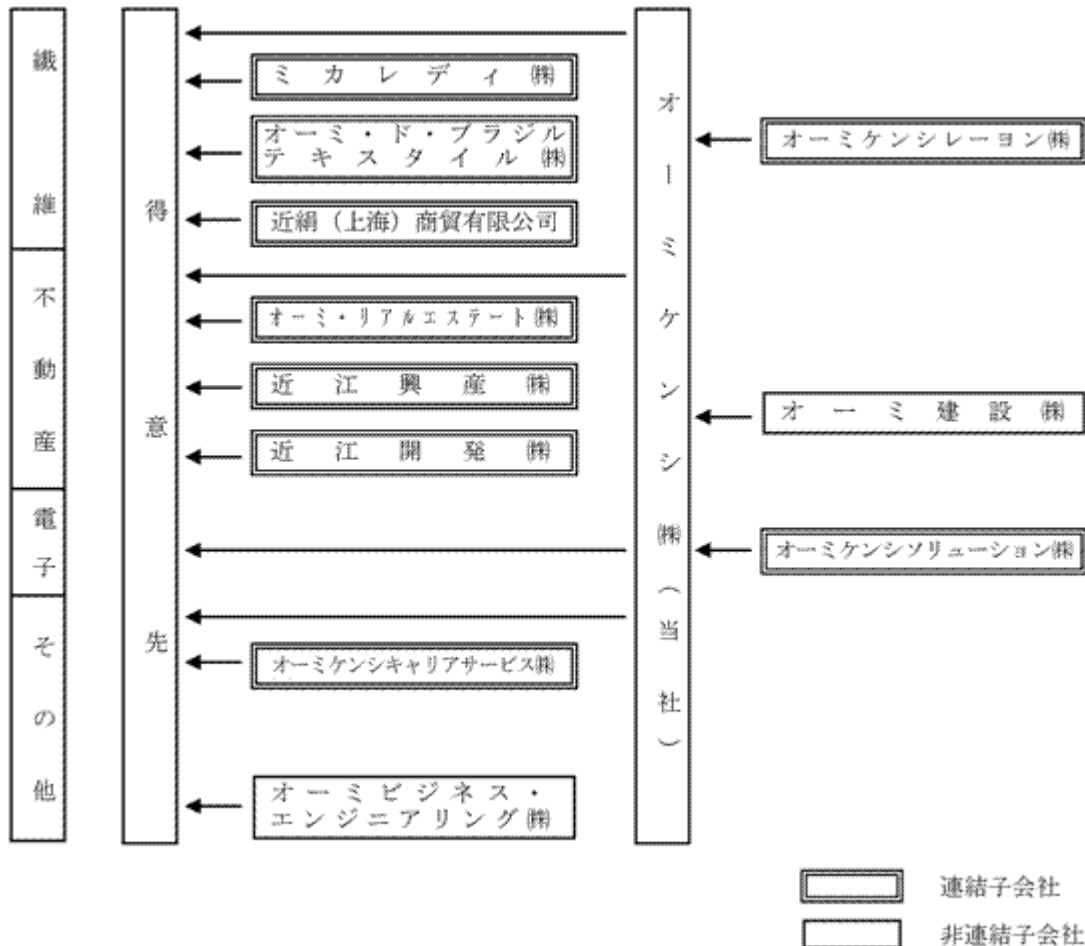 繊維
不動産
電子
その他
得意先
ミカレディ㈱
オーミ・ド・ブラジル
テキスタイル㈱
近絹（上海）商貿有限公司
オーミ・リアルエステート㈱
近江興産㈱
近江開発㈱
オーミケンシキャリアサービス㈱
オーミビジネス・
エンジニアリング㈱
オーミケンシ㈱（当社）
オーミケンシレーヨン㈱
オーミ建設㈱
オーミケンシソリューション㈱
連結子会社
非連結子会社